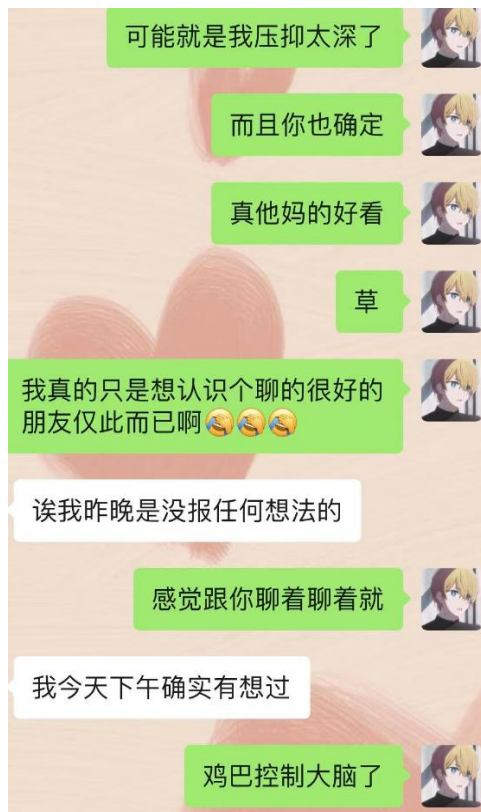 可能就是我压抑太深了
而且你也确定
真他妈的好看
草
我真的只是想认识个聊的很好的
朋友仅此而已啊🤣🤣🤣
诶我昨晚是没报任何想法的
感觉跟你聊着聊着就
我今天下午确实有想过
鸡巴控制大脑了